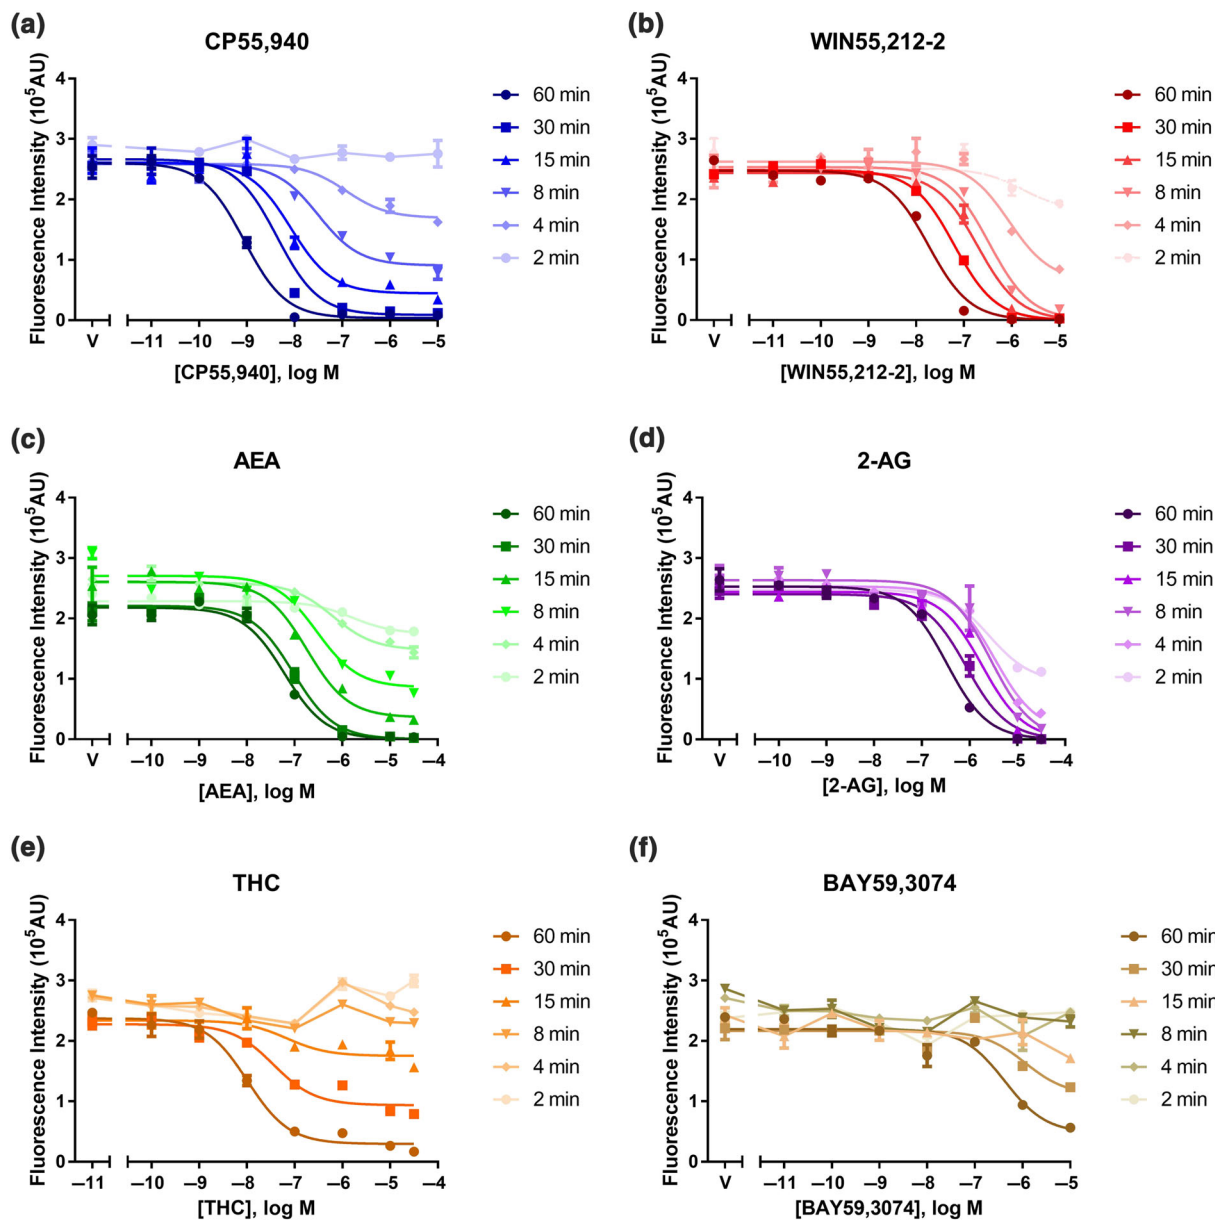 (a)
CP55,940
Fluorescence Intensity (10⁵AU)
4
3
2
1
0
V
–11
–10
–9
–8
–7
–6
–5
[CP55,940], log M
60 min
30 min
15 min
8 min
4 min
2 min
(b)
WIN55,212-2
Fluorescence Intensity (10⁵AU)
4
3
2
1
0
V
–11
–10
–9
–8
–7
–6
–5
[WIN55,212-2], log M
60 min
30 min
15 min
8 min
4 min
2 min
(c)
AEA
Fluorescence Intensity (10⁵AU)
4
3
2
1
0
V
–10
–9
–8
–7
–6
–5
–4
[AEA], log M
60 min
30 min
15 min
8 min
4 min
2 min
(d)
2-AG
Fluorescence Intensity (10⁵AU)
4
3
2
1
0
V
–10
–9
–8
–7
–6
–5
–4
[2-AG], log M
60 min
30 min
15 min
8 min
4 min
2 min
(e)
THC
Fluorescence Intensity (10⁵AU)
4
3
2
1
0
–11
–10
–9
–8
–7
–6
–5
–4
[THC], log M
60 min
30 min
15 min
8 min
4 min
2 min
(f)
BAY59,3074
Fluorescence Intensity (10⁵AU)
4
3
2
1
0
V
–11
–10
–9
–8
–7
–6
–5
[BAY59,3074], log M
60 min
30 min
15 min
8 min
4 min
2 min